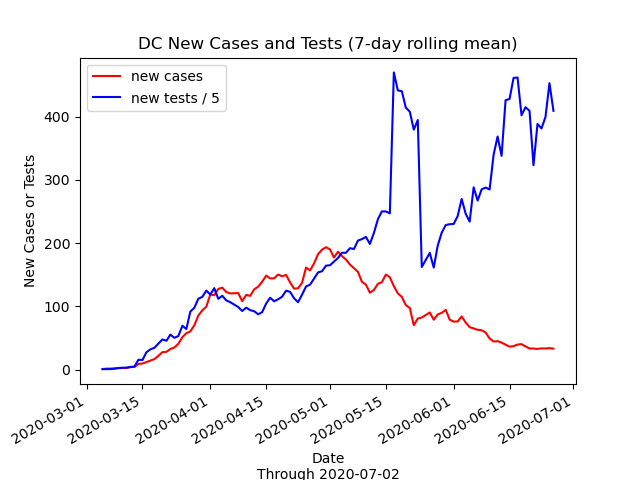 DC New Cases and Tests (7-day rolling mean)
new cases
new tests / 5
New Cases or Tests
400
300
200
100
0
2020-03-01
2020-03-15
2020-04-01
2020-04-15
2020-05-01
2020-05-15
2020-06-01
2020-06-15
2020-07-01
Date
Through 2020-07-02